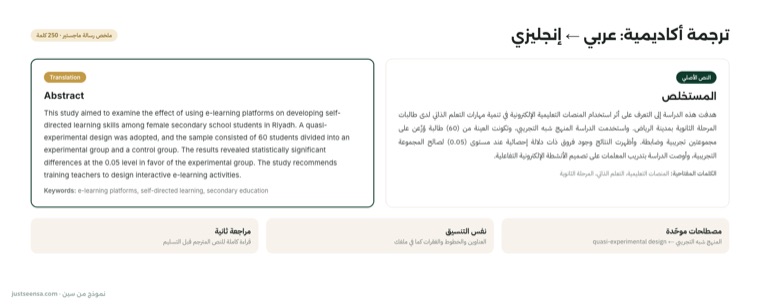 ترجمة أكاديمية: عربي ← إنجليزي
ملخص رسالة ماجستير · 250 كلمة
النص الأصلي
المستخلص
هدفت هذه الدراسة إلى التعرف على أثر استخدام المنصات التعليمية الإلكترونية في تنمية مهارات التعلم الذاتي لدى طالبات
المرحلة الثانوية بمدينة الرياض. واستخدمت الدراسة المنهج شبه التجريبي، وتكونت العينة من (60) طالبة وُزّعن على
مجموعتين تجريبية وضابطة. وأظهرت النتائج وجود فروق ذات دلالة إحصائية عند مستوى (0.05) لصالح المجموعة
التجريبية، وأوصت الدراسة بتدريب المعلمات على تصميم الأنشطة الإلكترونية التفاعلية.
الكلمات المفتاحية: المنصات التعليمية، التعلم الذاتي، المرحلة الثانوية
Translation
Abstract
This study aimed to examine the effect of using e-learning platforms on developing self-
directed learning skills among female secondary school students in Riyadh. A quasi-
experimental design was adopted, and the sample consisted of 60 students divided into an
experimental group and a control group. The results revealed statistically significant
differences at the 0.05 level in favor of the experimental group. The study recommends
training teachers to design interactive e-learning activities.
Keywords: e-learning platforms, self-directed learning, secondary education
مصطلحات موحّدة
المنهج شبه التجريبي ← quasi-experimental design
نفس التنسيق
العناوين والخطوط والفقرات كما في ملفك
مراجعة ثانية
قراءة كاملة للنص المترجم قبل التسليم
نموذج من سين · justseensa.com